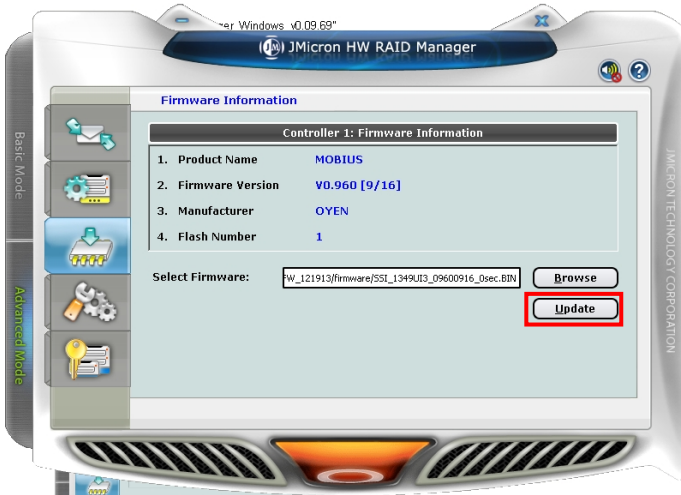 ger Windows v0.09.69"
JMicron HW RAID Manager
Firmware Information
Controller 1: Firmware Information
1. Product Name MOBIUS
2. Firmware Version V0.960 [9/16]
3. Manufacturer OYEN
4. Flash Number 1
Select Firmware: FW_121913/firmware/SSI_1349UI3_09600916_0sec.BIN Browse
Update
Basic Mode
Advanced Mode
JMICRON TECHNOLOGY CORPORATION